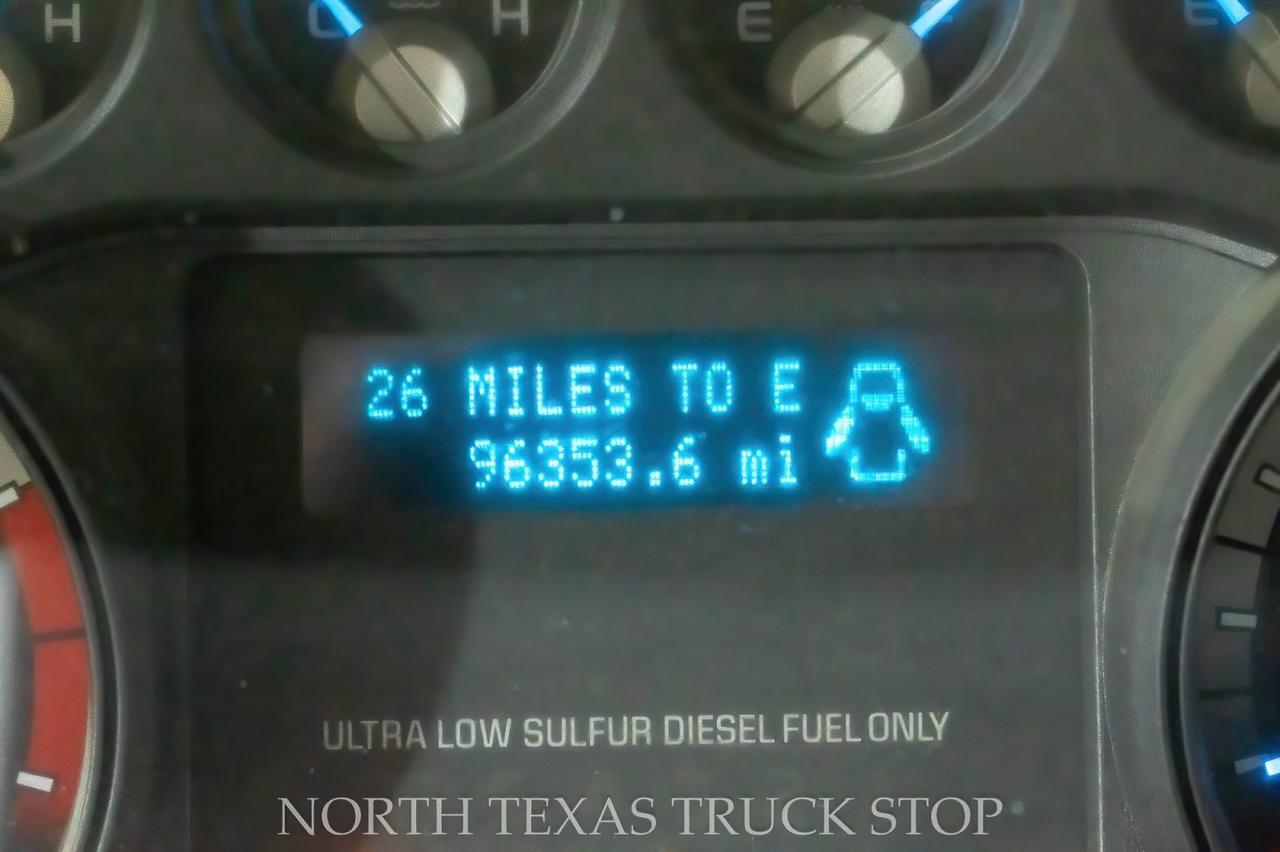 H C H E F E
26 MILES TO E
96353.6 mi
ULTRA LOW SULFUR DIESEL FUEL ONLY
NORTH TEXAS TRUCK STOP